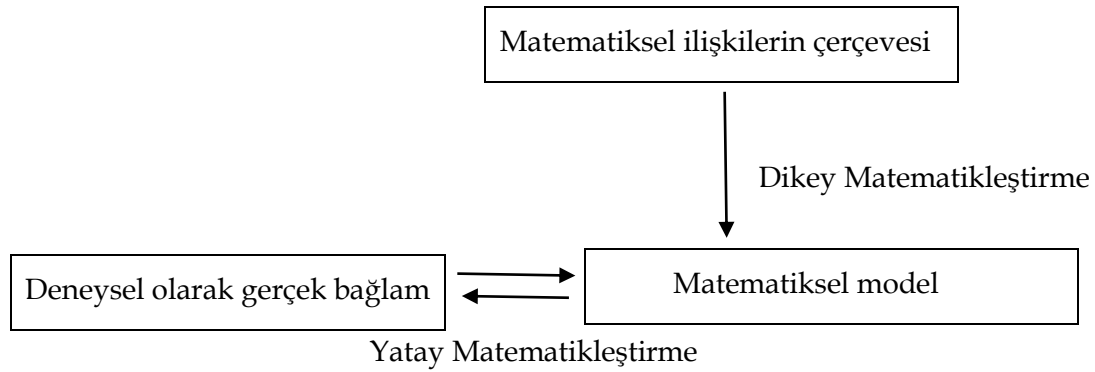 Matematiksel ilişkilerin çerçevesi
Dikey Matematikleştirme
Deneysel olarak gerçek bağlam
Matematiksel model
Yatay Matematikleştirme